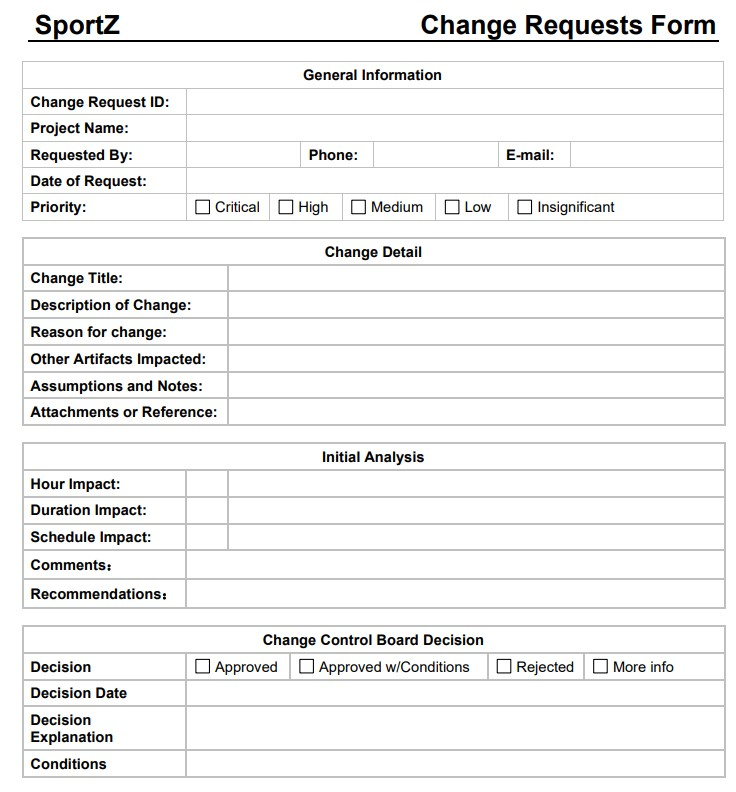 SportZ Change Requests Form
General Information
Change Request ID:
Project Name:
Requested By: Phone: E-mail:
Date of Request:
Priority: Critical High Medium Low Insignificant
Change Detail
Change Title:
Description of Change:
Reason for change:
Other Artifacts Impacted:
Assumptions and Notes:
Attachments or Reference:
Initial Analysis
Hour Impact:
Duration Impact:
Schedule Impact:
Comments：
Recommendations：
Change Control Board Decision
Decision Approved Approved w/Conditions Rejected More info
Decision Date
Decision
Explanation
Conditions